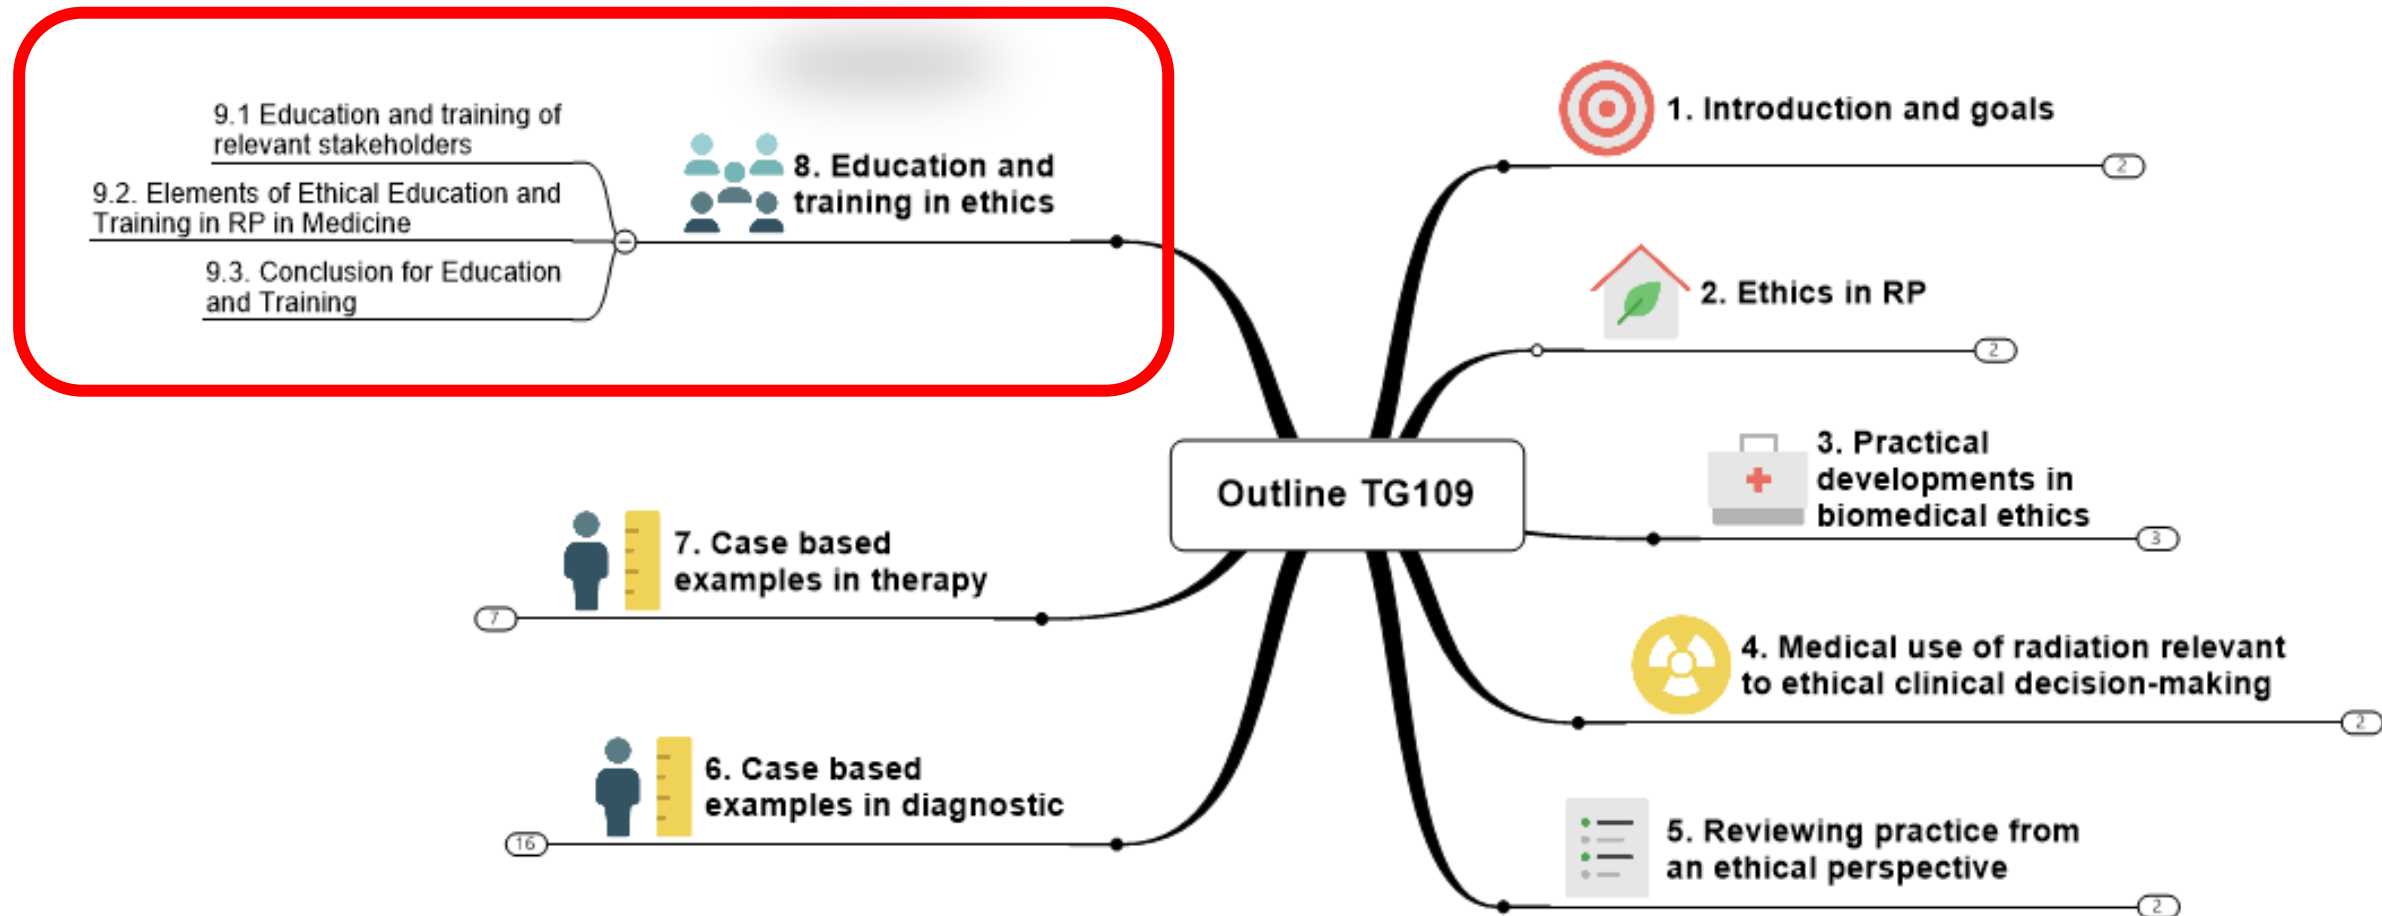 Outline TG109
1. Introduction and goals
2
2. Ethics in RP
2
3. Practical
developments in
biomedical ethics
3
4. Medical use of radiation relevant
to ethical clinical decision-making
2
5. Reviewing practice from
an ethical perspective
2
6. Case based
examples in diagnostic
16
7. Case based
examples in therapy
7
8. Education and
training in ethics
9.1 Education and training of
relevant stakeholders
9.2. Elements of Ethical Education and
Training in RP in Medicine
9.3. Conclusion for Education
and Training